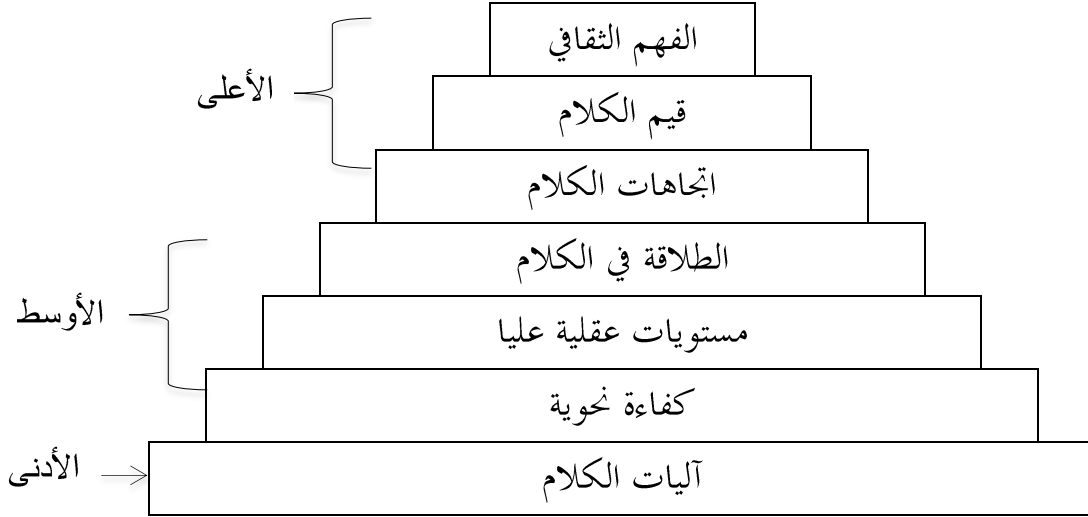 الفهم الثقافي
الأعلى
قيم الكلام
اتجاهات الكلام
الطلاقة في الكلام
الأوسط
مستويات عقلية عليا
كفاءة نحوية
الأدنى
آليات الكلام